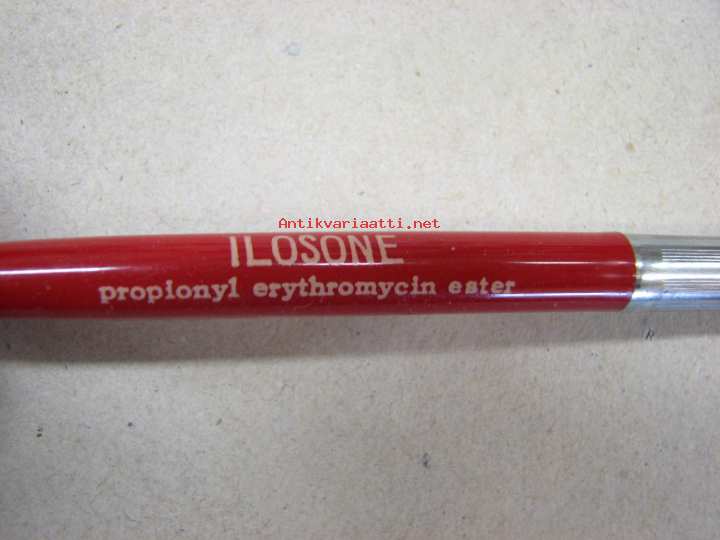 Antikvariaatti.net
ILOSONE
propionyl erythromycin ester